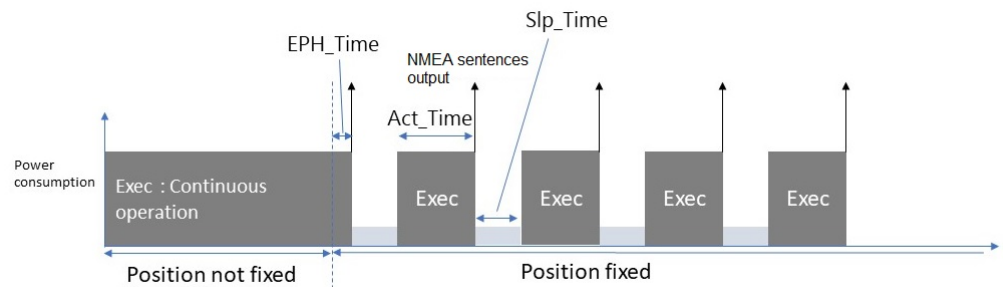 Slp_Time
EPH_Time
NMEA sentences
output
Act_Time
Power
consumption
Exec : Continuous
operation
Exec
Exec
Exec
Exec
Position not fixed
Position fixed